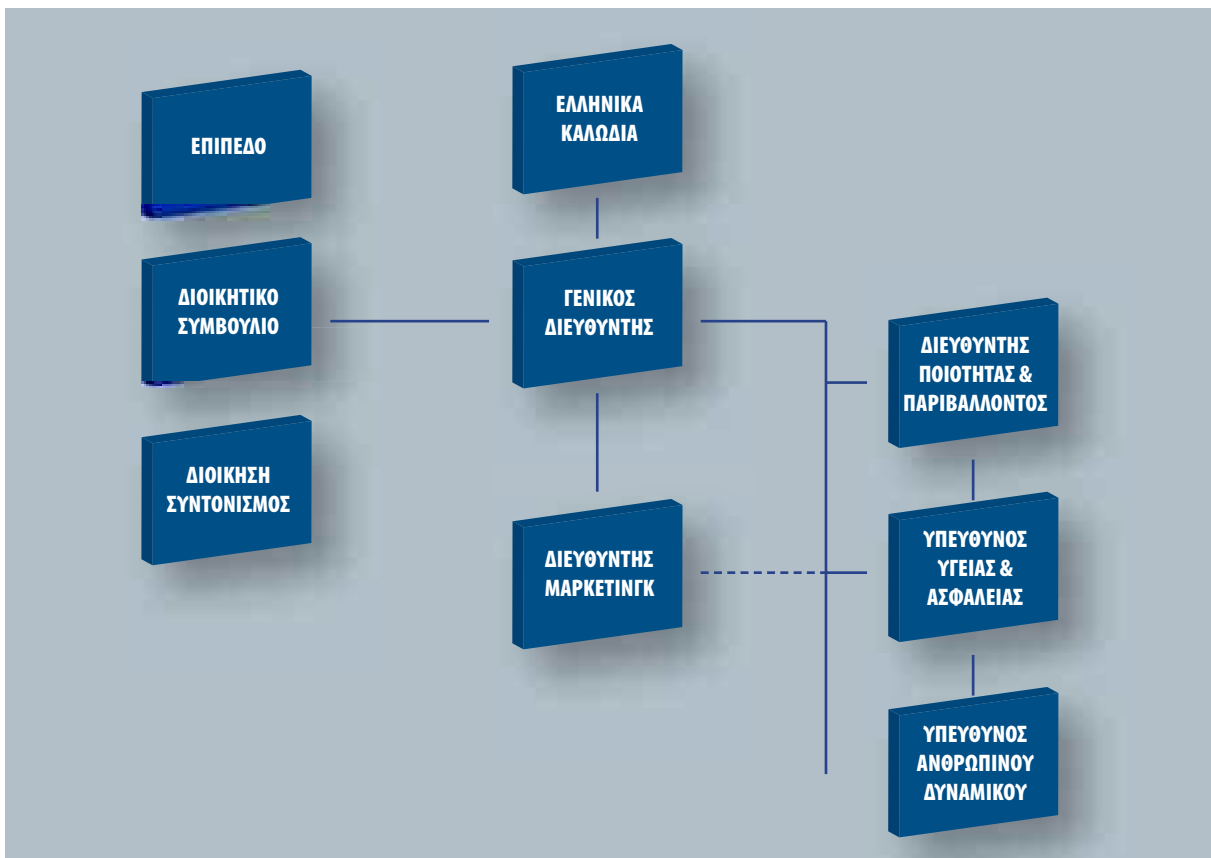 ΕΠΙΠΕΔΟ
ΕΛΛΗΝΙΚΑ
ΚΑΛΩΔΙΑ
ΔΙΟΙΚΗΤΙΚΟ
ΣΥΜΒΟΥΛΙΟ
ΓΕΝΙΚΟΣ
ΔΙΕΥΘΥΝΤΗΣ
ΔΙΕΥΘΥΝΤΗΣ
ΠΟΙΟΤΗΤΑΣ &
ΠΑΡΙΒΑΛΛΟΝΤΟΣ
ΔΙΟΙΚΗΣΗ
ΣΥΝΤΟΝΙΣΜΟΣ
ΔΙΕΥΘΥΝΤΗΣ
ΜΑΡΚΕΤΙΝΓΚ
ΥΠΕΥΘΥΝΟΣ
ΥΓΕΙΑΣ &
ΑΣΦΑΛΕΙΑΣ
ΥΠΕΥΘΥΝΟΣ
ΑΝΘΡΩΠΙΝΟΥ
ΔΥΝΑΜΙΚΟΥ